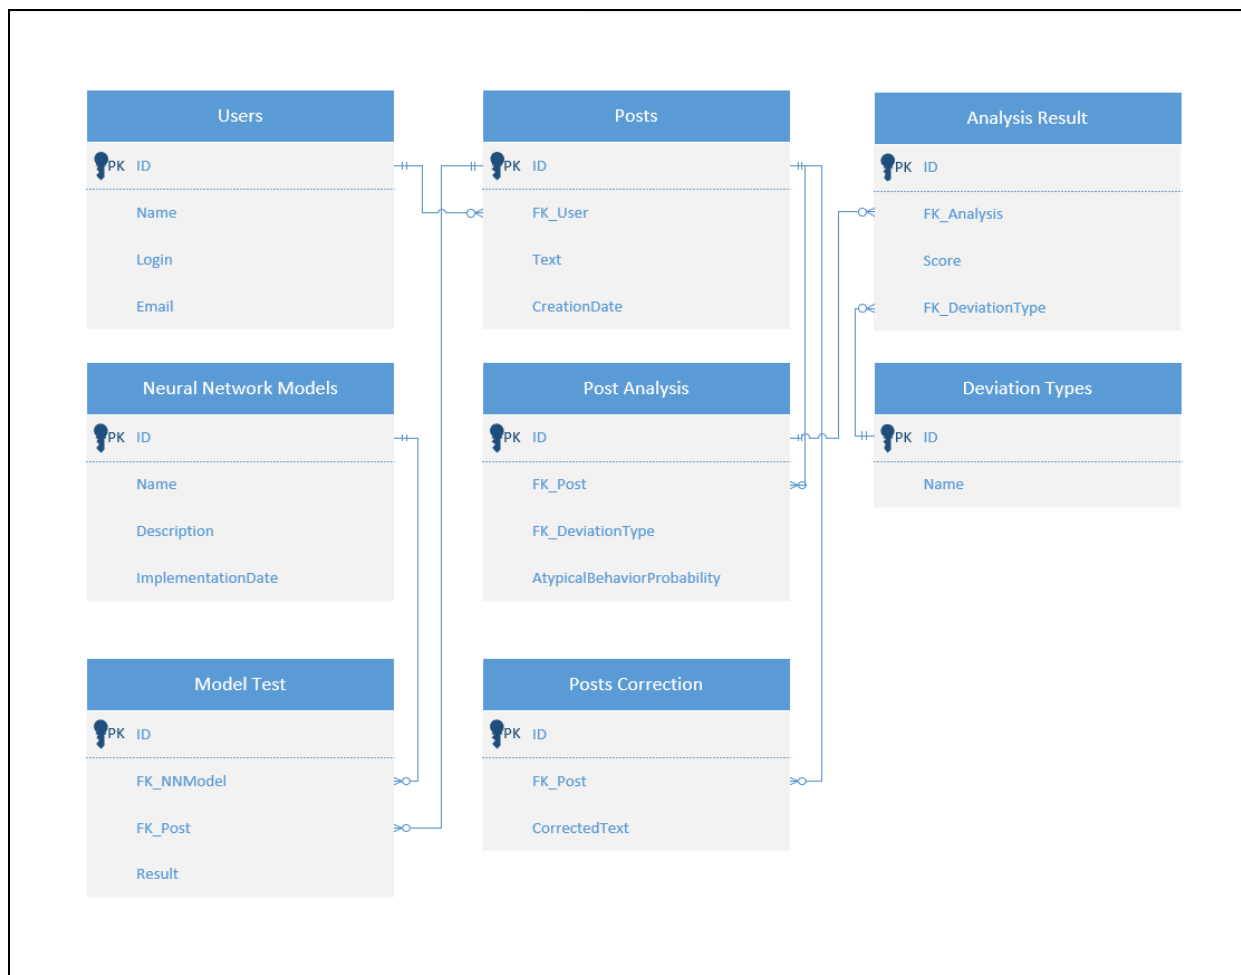 Users
PK ID
Name
Login
Email
Posts
PK ID
FK_User
Text
CreationDate
Analysis Result
PK ID
FK_Analysis
Score
FK_DeviationType
Neural Network Models
PK ID
Name
Description
ImplementationDate
Post Analysis
PK ID
FK_Post
FK_DeviationType
AtypicalBehaviorProbability
Deviation Types
PK ID
Name
Model Test
PK ID
FK_NNModel
FK_Post
Result
Posts Correction
PK ID
FK_Post
CorrectedText